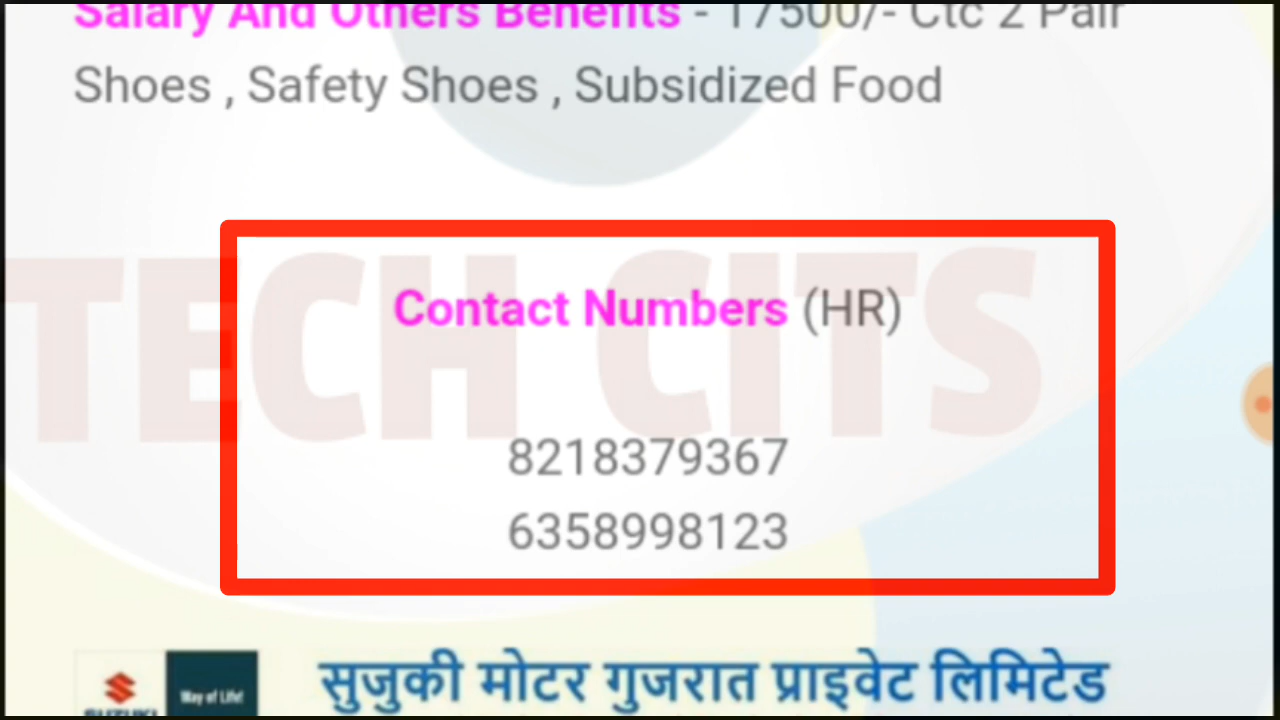 Salary And Others Benefits - 17500/- Ctc 2 Pair
Shoes , Safety Shoes , Subsidized Food
TECH CITS
Contact Numbers (HR)
8218379367
6358998123
सुजुकी मोटर गुजरात प्राइवेट लिमिटेड
Way of Life!
SUZUKI